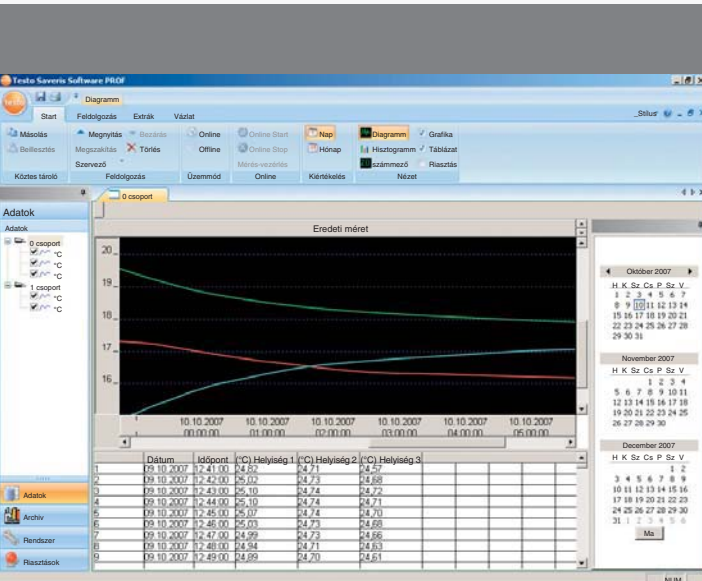 Testo Saveris Software PROF
testo
Diagramm
Start Feldolgozás Extrák Vázlat _Stílus
Másolás Megnyitás Bezárás Online Online Start Nap Diagramm Grafika
Beillesztés Megszakítás Törlés Offline Online Stop Hónap Hisztogramm Táblázat
Szervező Mérés-vezérlés számmező Riasztás
Köztes tároló Feldolgozás Üzemmód Online Kiértékelés Nézet
0 csoport
Adatok
Adatok
0 csoport
°C
°C
°C
1 csoport
°C
°C
Eredeti méret
20
19
18
17
16
10.10.2007 10.10.2007 10.10.2007 10.10.2007 10.10.2007 10.10.2007
00:00:00 01:00:00 02:00:00 03:00:00 04:00:00 05:00:00
Dátum Időpont (°C) Helyiség 1 (°C) Helyiség 2 (°C) Helyiség 3
1 09.10.2007 12:41:00 24,82 24,71 24,57
2 09.10.2007 12:42:00 25,02 24,73 24,68
3 09.10.2007 12:43:00 25,10 24,74 24,72
4 09.10.2007 12:44:00 25,10 24,74 24,71
5 09.10.2007 12:45:00 25,07 24,74 24,70
6 09.10.2007 12:46:00 25,03 24,73 24,68
7 09.10.2007 12:47:00 24,99 24,73 24,66
8 09.10.2007 12:48:00 24,94 24,71 24,63
9 09.10.2007 12:49:00 24,89 24,70 24,61
Október 2007
H K Sz Cs P Sz V
1 2 3 4 5 6 7
8 9 10 11 12 13 14
15 16 17 18 19 20 21
22 23 24 25 26 27 28
29 30 31
November 2007
H K Sz Cs P Sz V
1 2 3 4
5 6 7 8 9 10 11
12 13 14 15 16 17 18
19 20 21 22 23 24 25
26 27 28 29 30
December 2007
H K Sz Cs P Sz V
1 2
3 4 5 6 7 8 9
10 11 12 13 14 15 16
17 18 19 20 21 22 23
24 25 26 27 28 29 30
31 1 2 3 4 5 6
Ma
Adatok
Archiv
Rendszer
Riasztások
NUM